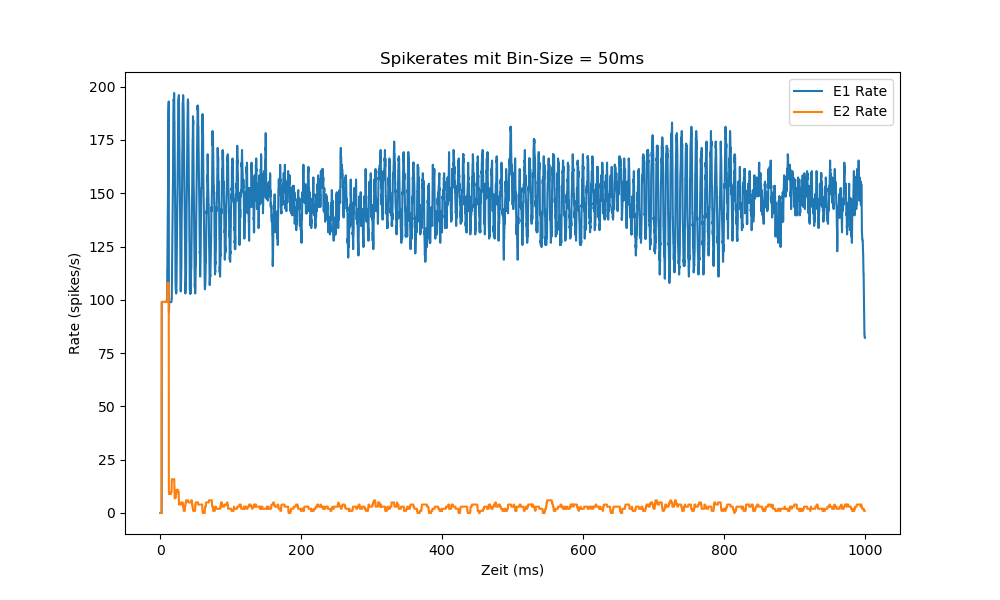 Spikerates mit Bin-Size = 50ms
E1 Rate
E2 Rate
Rate (spikes/s)
200
175
150
125
100
75
50
25
0
0 200 400 600 800 1000
Zeit (ms)